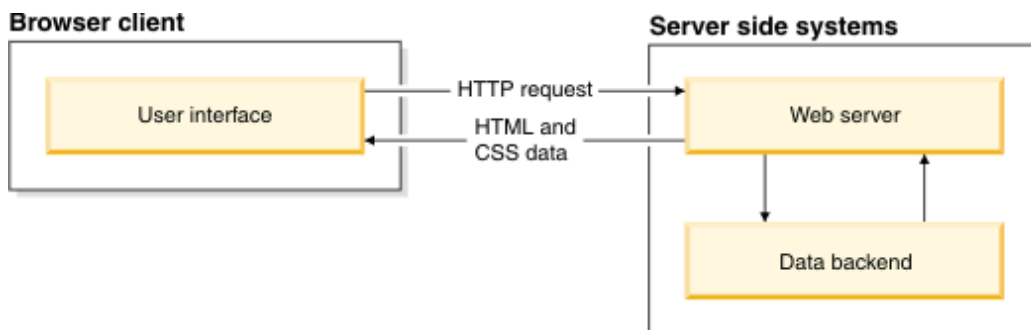 Browser client
Server side systems
User interface
HTTP request
HTML and
CSS data
Web server
Data backend